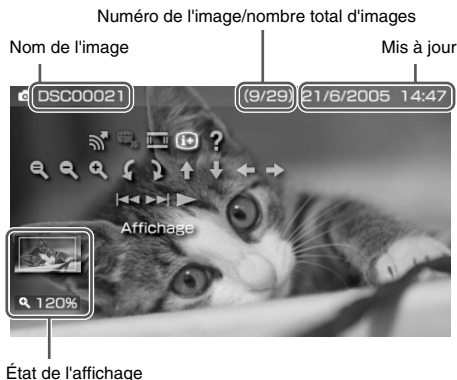 Numéro de l'image/nombre total d'images
Nom de l'image
Mis à jour
DSC00021
(9/29)
21/6/2005 14:47
i+ ?
Affichage
120%
État de l'affichage